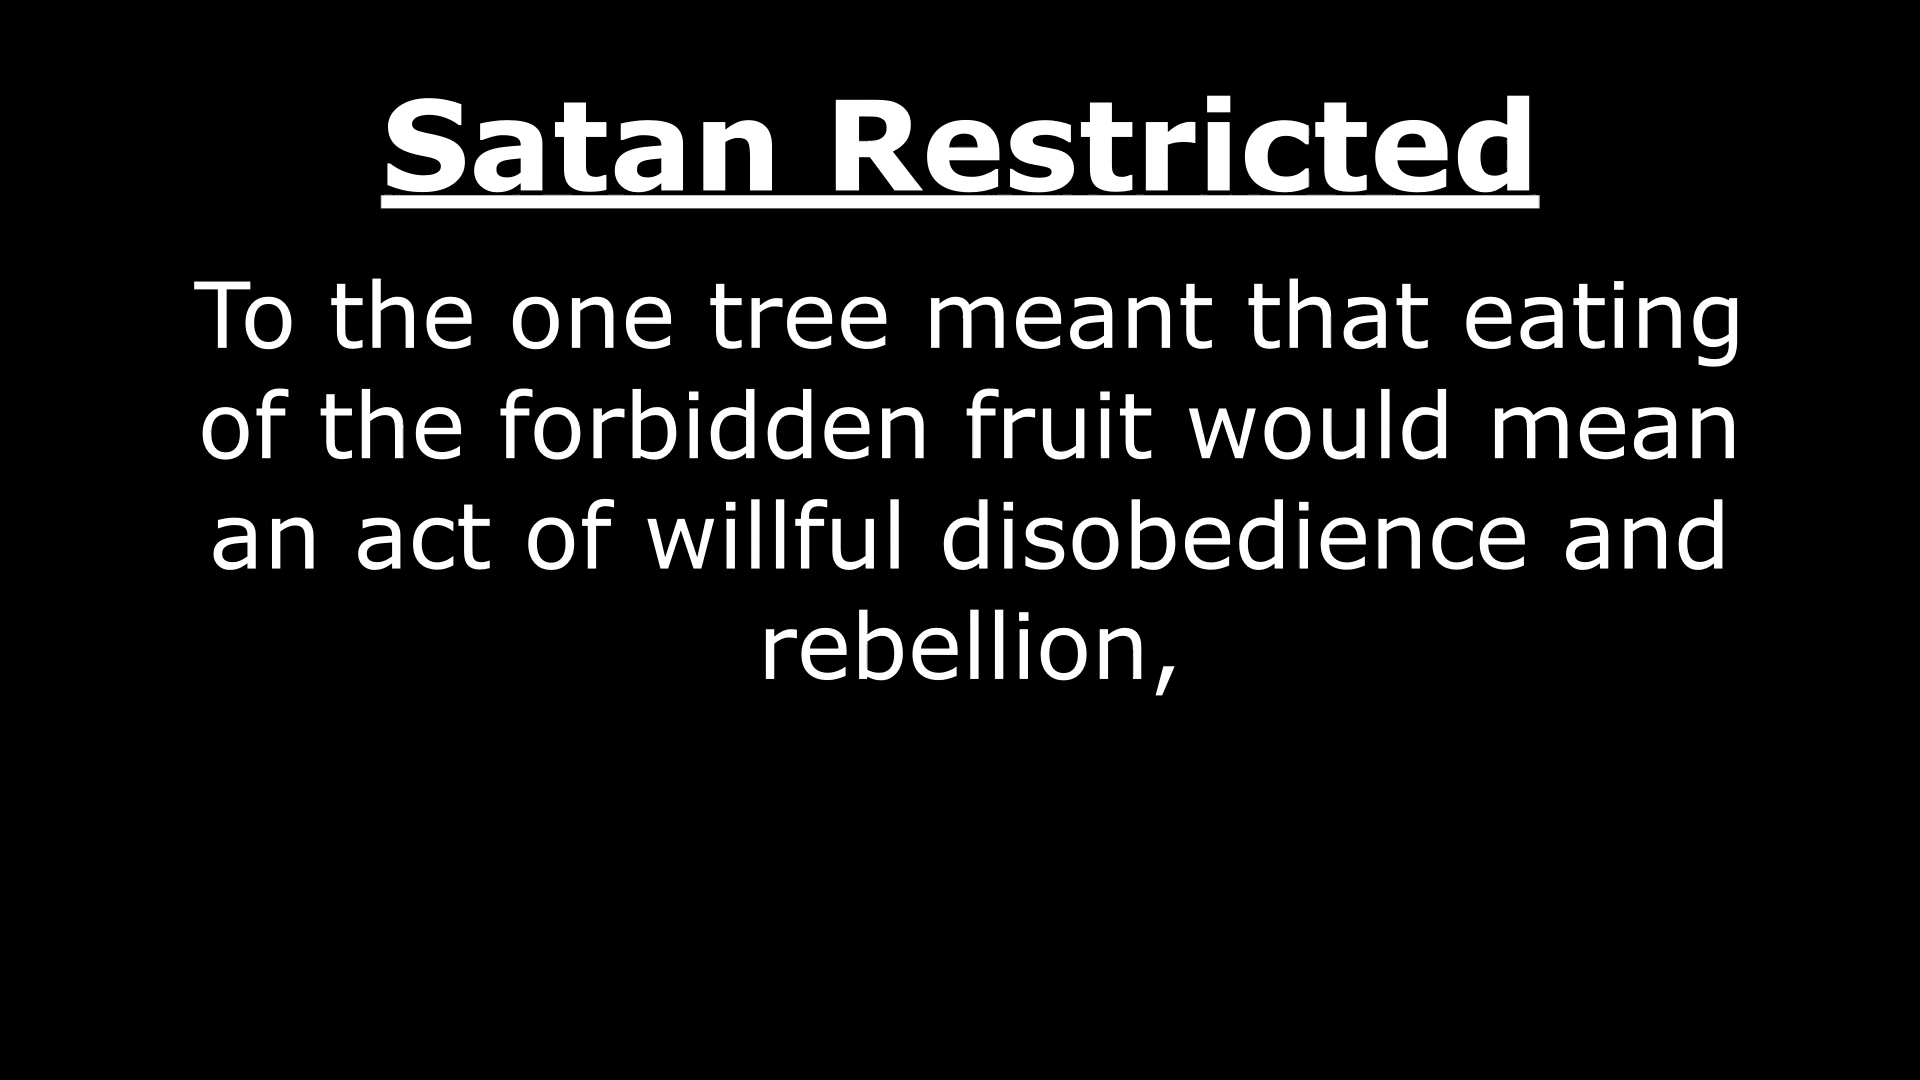 Satan Restricted
To the one tree meant that eating
of the forbidden fruit would mean
an act of willful disobedience and
rebellion,